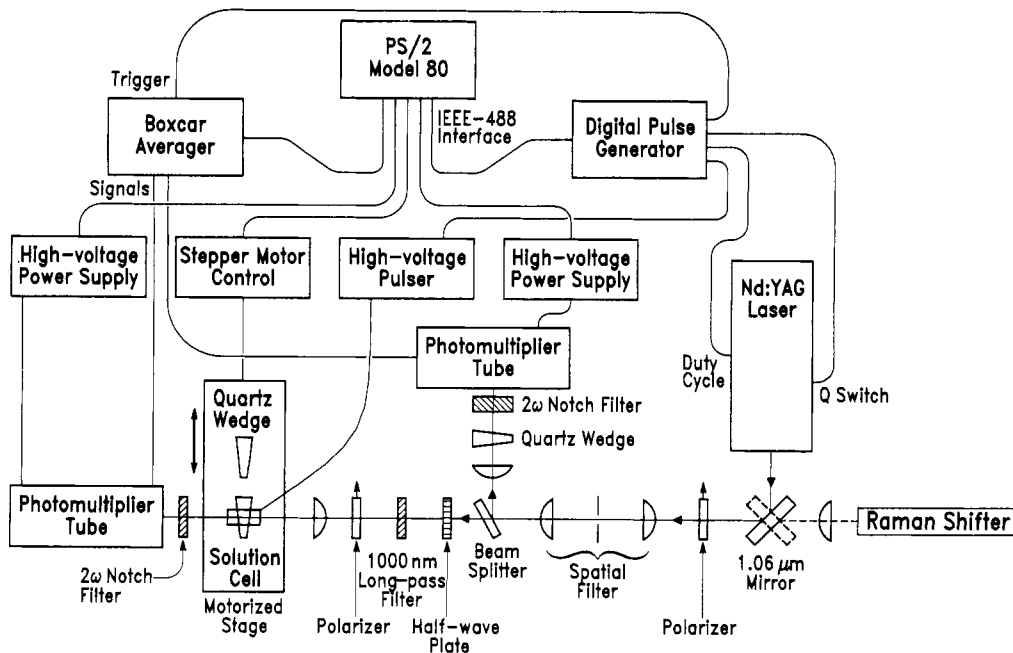 PS/2
Model 80
Trigger
Boxcar
Averager
IEEE-488
Interface
Digital Pulse
Generator
Signals
High-voltage
Power Supply
Stepper Motor
Control
High-voltage
Pulser
High-voltage
Power Supply
Nd:YAG
Laser
Photomultiplier
Tube
Duty
Cycle
Q Switch
Quartz
Wedge
2ω Notch Filter
Quartz Wedge
Photomultiplier
Tube
Raman Shifter
Solution
Cell
2ω Notch
Filter
Motorized
Stage
1000 nm
Long-pass
Filter
Beam
Splitter
Spatial
Filter
1.06 μm
Mirror
Polarizer
Half-wave
Plate
Polarizer